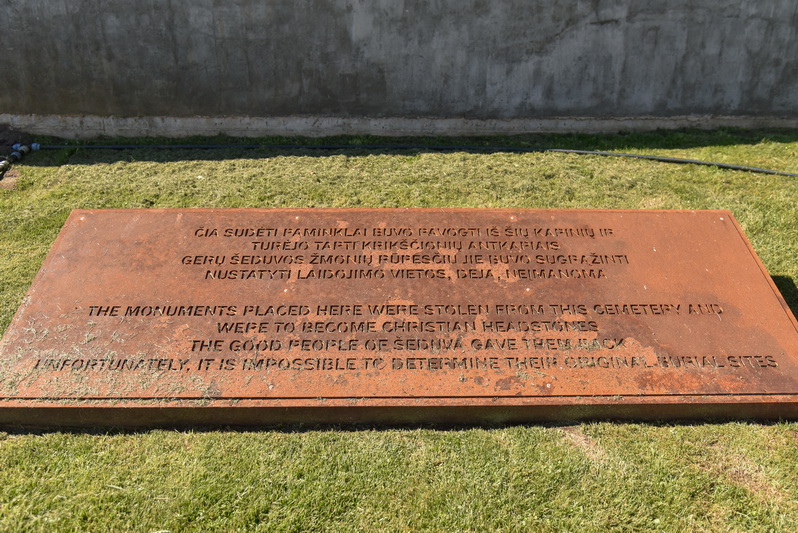 ČIA SUDĖTI PAMINKLAI BUVO PAVOGTI IŠ ŠIŲ KAPINIŲ IR
TURĖJO TAPTI KRIKŠČIONIŲ ANTKAPIAIS
GERŲ ŠEDUVOS ŽMONIŲ RŪPESČIU JIE BUVO SUGRĄŽINTI
NUSTATYTI LAIDOJIMO VIETOS, DEJA, NEĮMANOMA
THE MONUMENTS PLACED HERE WERE STOLEN FROM THIS CEMETERY AND
WERE TO BECOME CHRISTIAN HEADSTONES
THE GOOD PEOPLE OF ŠEDUVA GAVE THEM BACK
UNFORTUNATELY, IT IS IMPOSSIBLE TO DETERMINE THEIR ORIGINAL BURIAL SITES